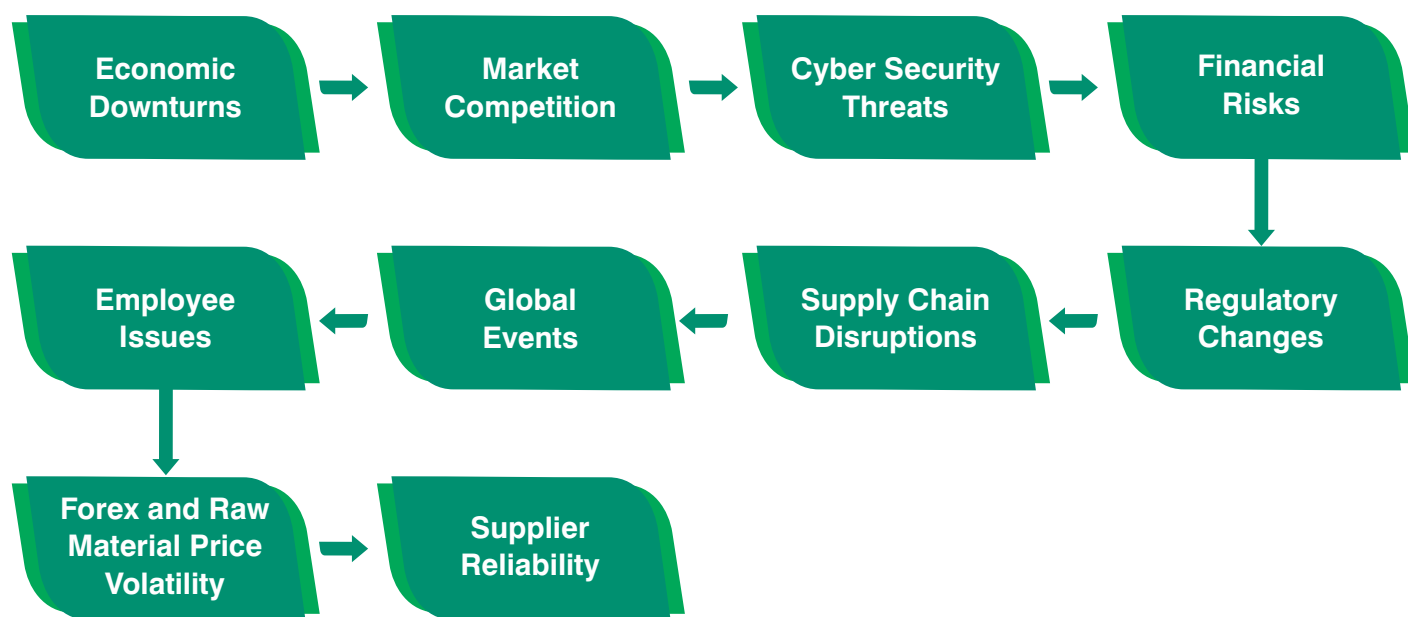 Economic
Downturns
Market
Competition
Cyber Security
Threats
Financial
Risks
Regulatory
Changes
Supply Chain
Disruptions
Global
Events
Employee
Issues
Forex and Raw
Material Price
Volatility
Supplier
Reliability